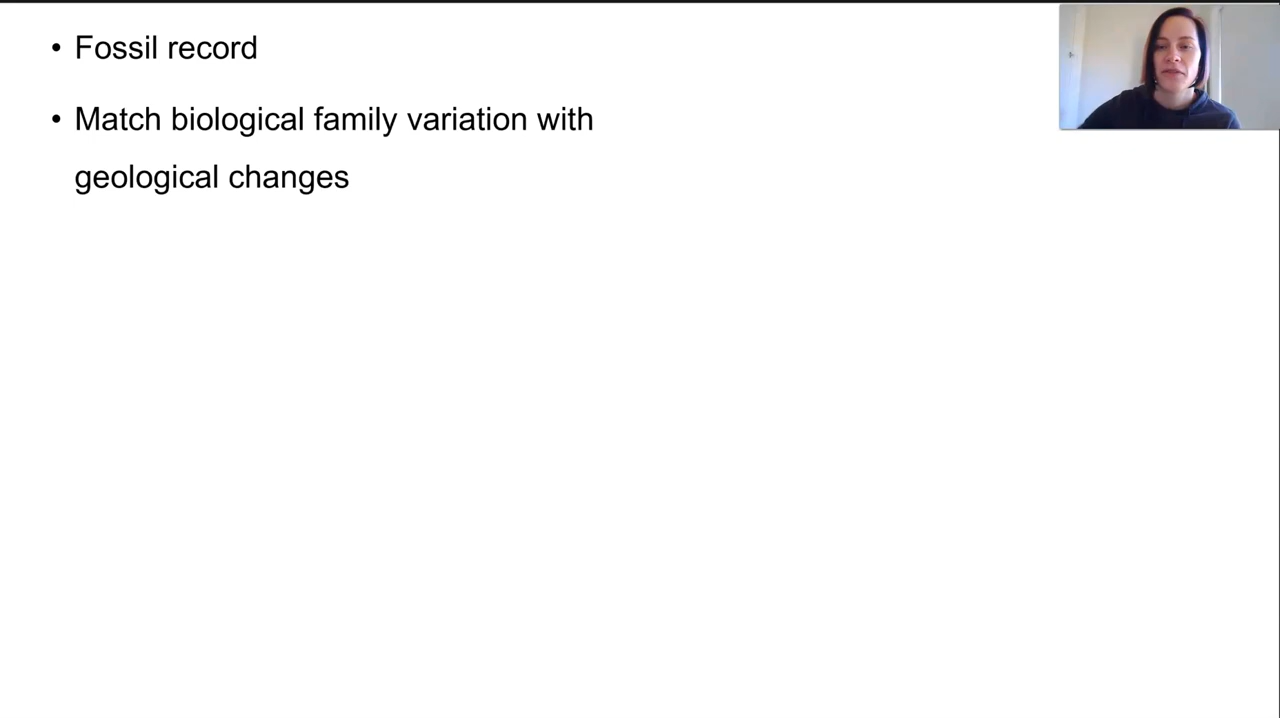 • Fossil record
• Match biological family variation with
geological changes